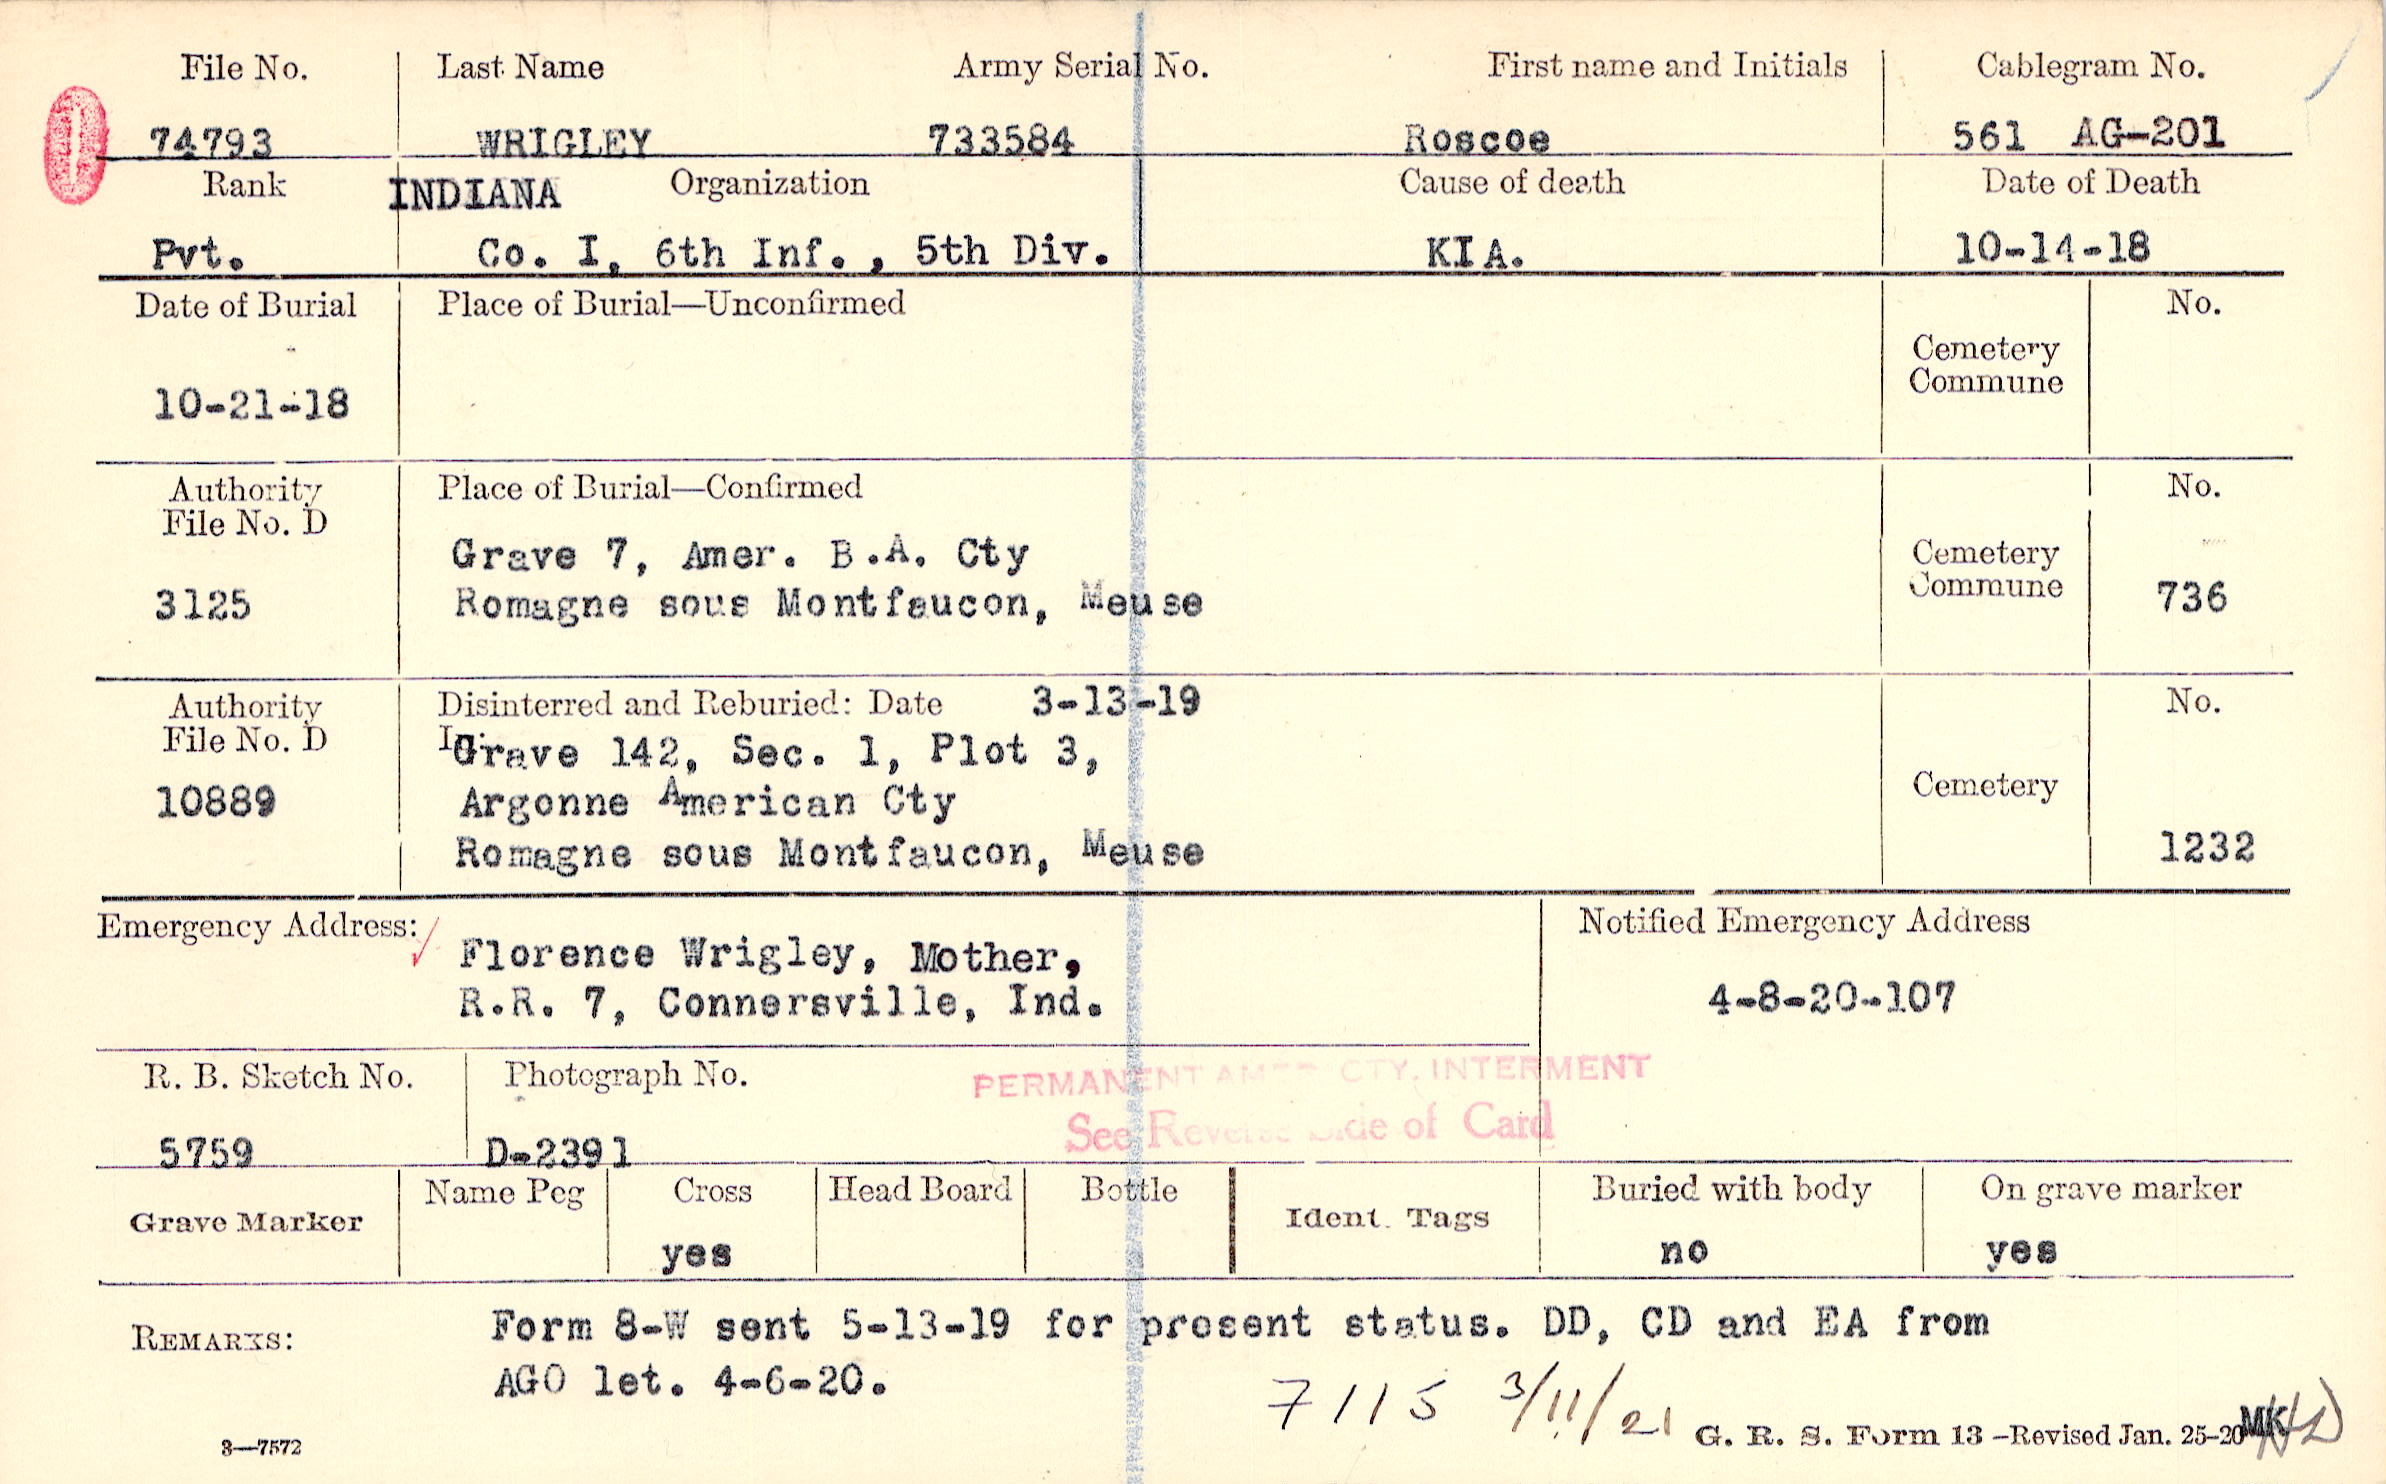 File No. Last Name Army Serial No. First name and Initials Cablegram No.
74793 WRIGLEY 733584 Roscoe 561 AG-201
Rank INDIANA Organization Cause of death Date of Death
Pvt. Co. I, 6th Inf., 5th Div. KIA. 10-14-18
Date of Burial Place of Burial—Unconfirmed No.
Cemetery
Commune
10-21-18
Authority Place of Burial—Confirmed No.
File No. D
Grave 7, Amer. B.A. Cty Cemetery
3125 Romagne sous Montfaucon, Meuse Commune 736
Authority Disinterred and Reburied: Date 3-13-19 No.
File No. D Grave 142, Sec. 1, Plot 3,
10889 Argonne American Cty Cemetery
Romagne sous Montfaucon, Meuse 1232
Emergency Address: Notified Emergency Address
Florence Wrigley, Mother,
R.R. 7, Connersville, Ind. 4-8-20-107
R. B. Sketch No. Photograph No. PERMANENT CTY. INTERMENT
See Reverse Side of Card
5759 D-2391
Grave Marker Name Peg Cross Head Board Bottle Ident. Tags Buried with body On grave marker
yes no yes
REMARKS: Form 8-W sent 5-13-19 for present status. DD, CD and EA from
AGO let. 4-6-20.
7115 3/11/21
3—7572 G. R. S. Form 13 -Revised Jan. 25-20 MK